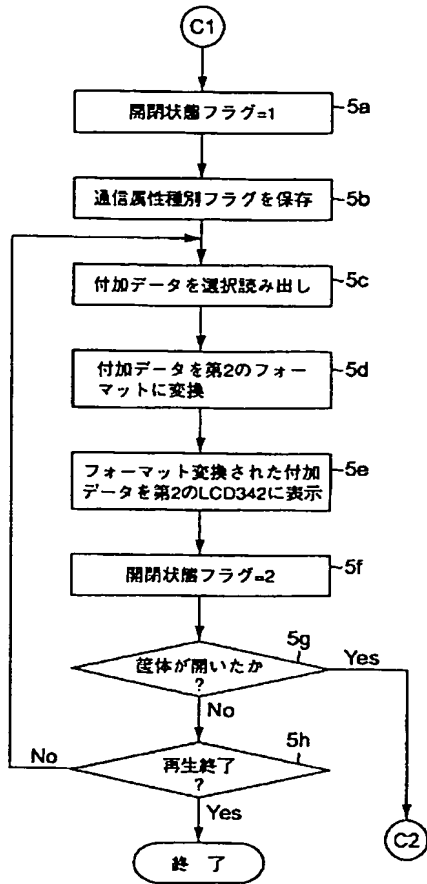 C1
開閉状態フラグ=1
5a
通信属性種別フラグを保存
5b
付加データを選択読み出し
5c
付加データを第2のフォー
マットに変換
5d
フォーマット変換された付加
データを第2のLCD342に表示
5e
開閉状態フラグ=2
5f
筐体が開いたか
?
5g
Yes
No
再生終了
?
5h
No
Yes
終 了
C2